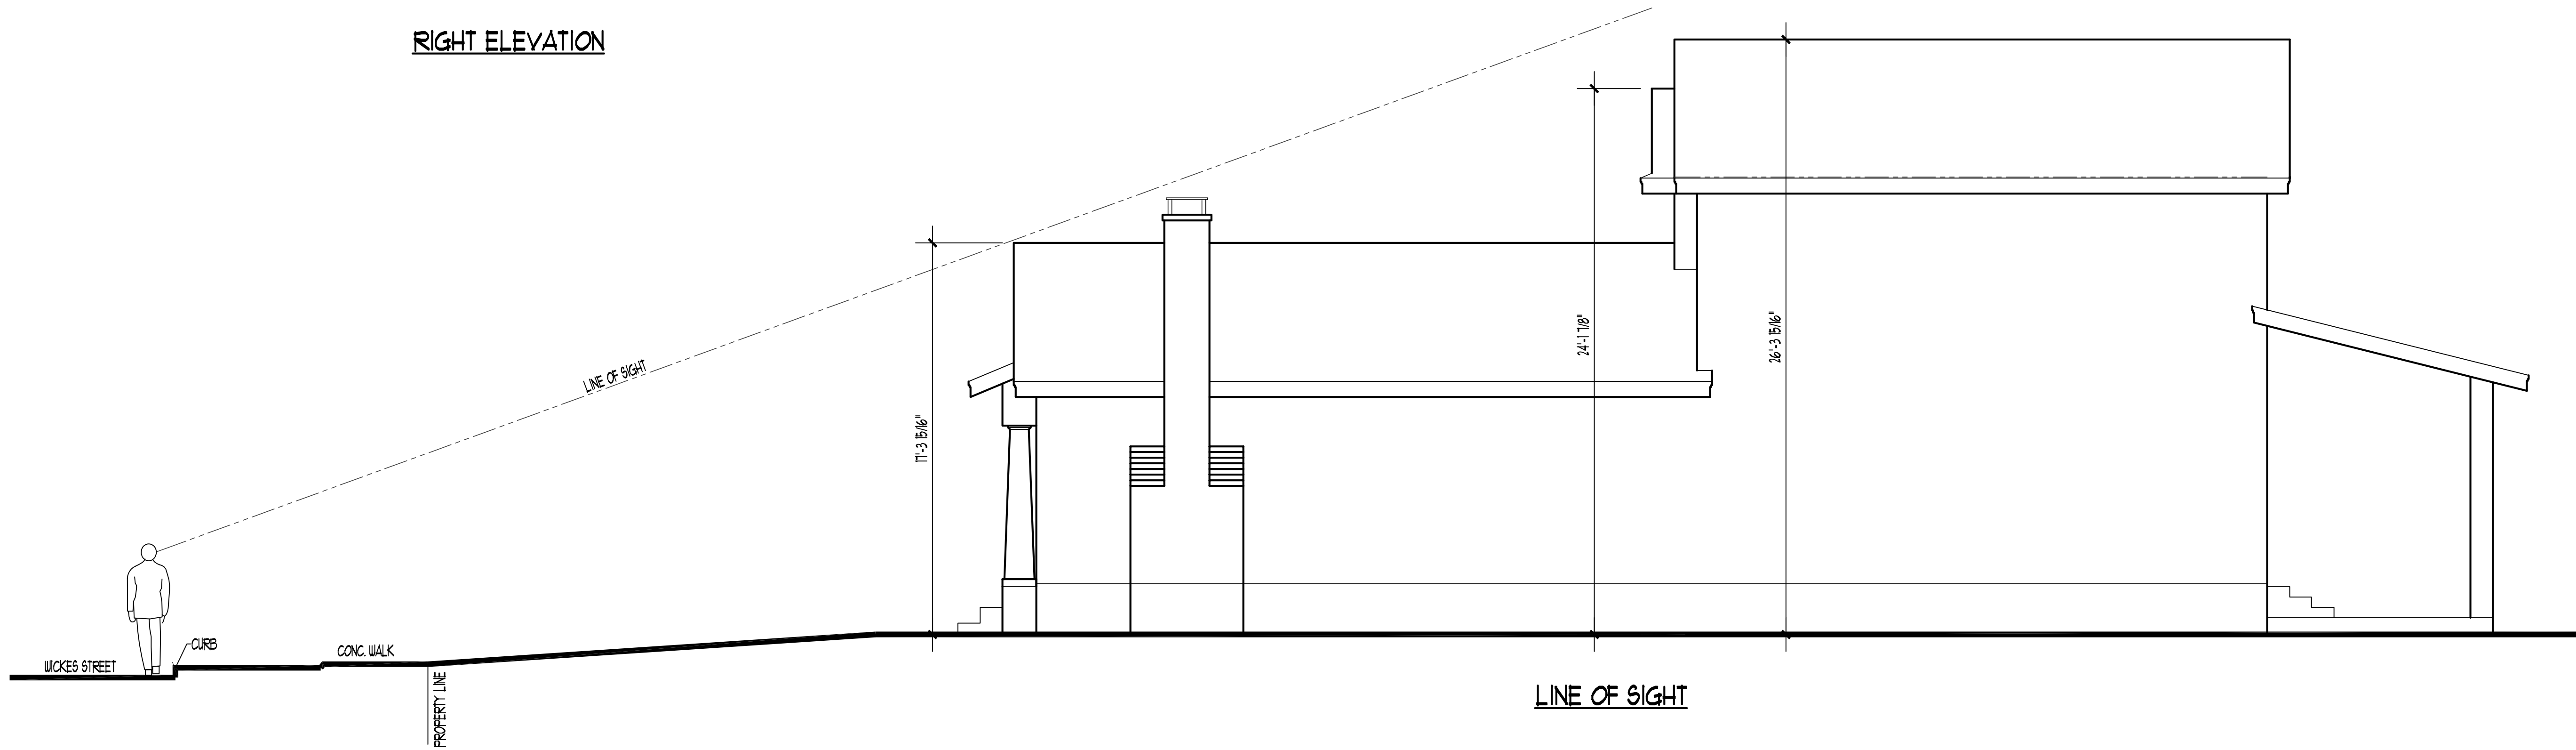 RIGHT ELEVATION
LINE OF SIGHT
17'-3 15/16"
24'-1 7/8"
26'-3 15/16"
WICKES STREET
CURB
CONC. WALK
PROPERTY LINE
LINE OF SIGHT